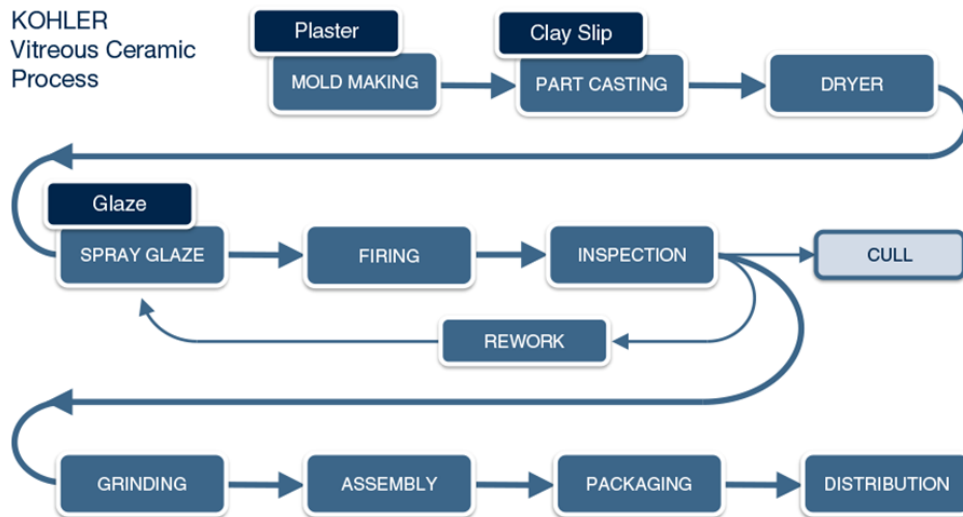 KOHLER
Vitreous Ceramic
Process
Plaster
MOLD MAKING
Clay Slip
PART CASTING
DRYER
Glaze
SPRAY GLAZE
FIRING
INSPECTION
CULL
REWORK
GRINDING
ASSEMBLY
PACKAGING
DISTRIBUTION